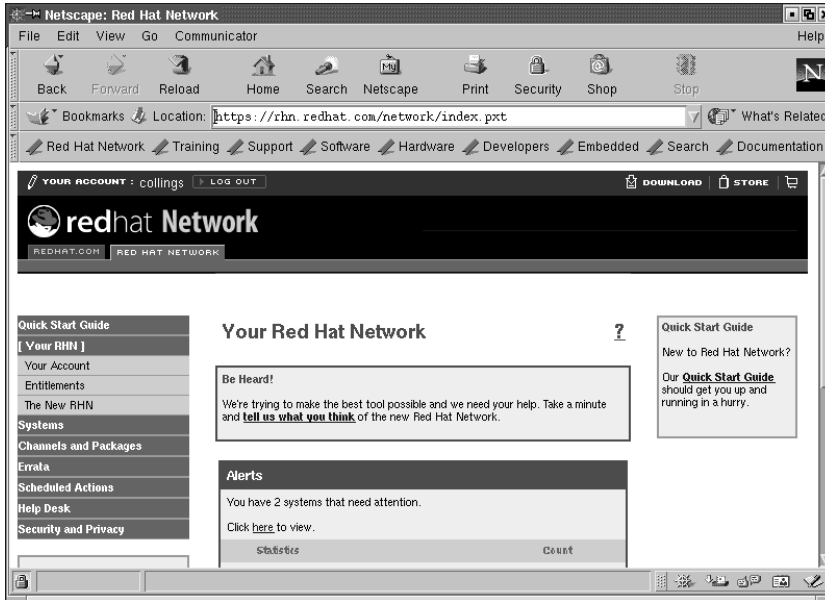 Netscape: Red Hat Network
File Edit View Go Communicator Help
Back Forward Reload Home Search Netscape Print Security Shop Stop
My
N
Bookmarks Location: https://rhn.redhat.com/network/index.pxt What's Related
Red Hat Network Training Support Software Hardware Developers Embedded Search Documentation
YOUR ACCOUNT : collings LOG OUT DOWNLOAD STORE
redhat Network
REDHAT.COM RED HAT NETWORK
Quick Start Guide
[ Your RHN ]
Your Account
Entitlements
The New RHN
Systems
Channels and Packages
Errata
Scheduled Actions
Help Desk
Security and Privacy
Your Red Hat Network ?
Be Heard!
We're trying to make the best tool possible and we need your help. Take a minute
and tell us what you think of the new Red Hat Network.
Alerts
You have 2 systems that need attention.
Click here to view.
Statistics Count
Quick Start Guide
New to Red Hat Network?
Our Quick Start Guide
should get you up and
running in a hurry.